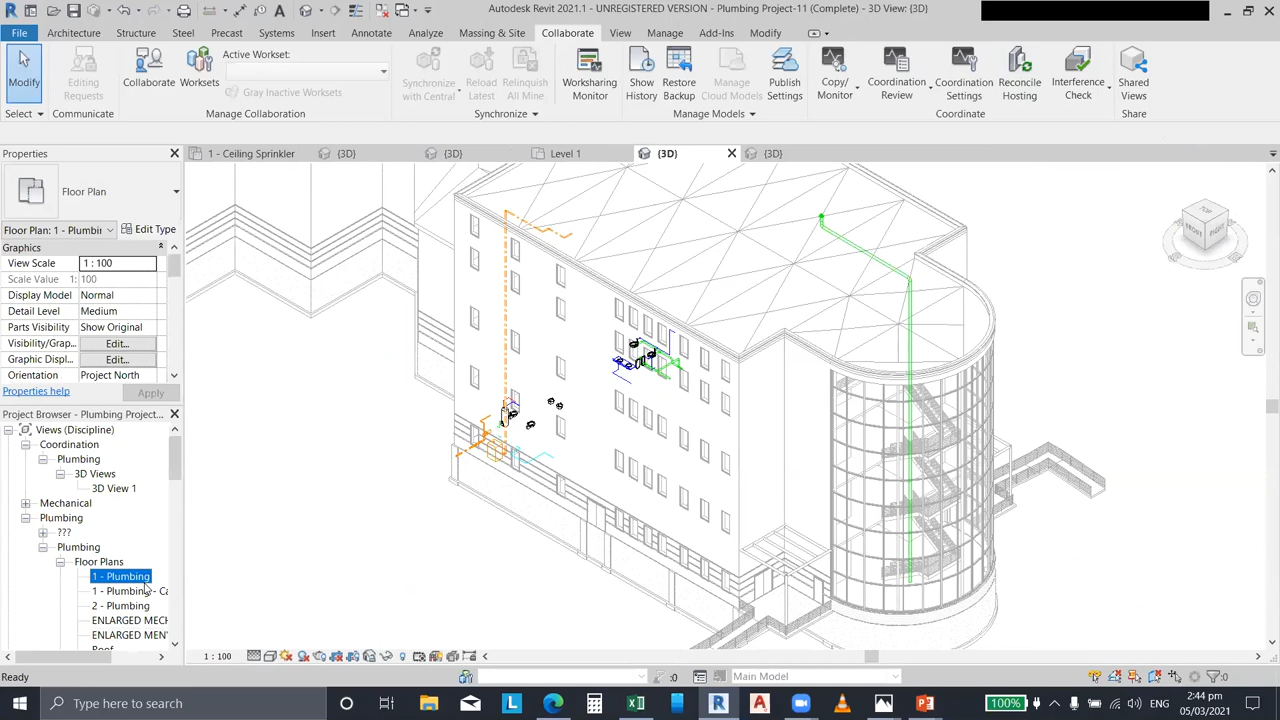 Autodesk Revit 2021.1 - UNREGISTERED VERSION - Plumbing Project-11 (Complete) - 3D View: {3D}
File Architecture Structure Steel Precast Systems Insert Annotate Analyze Massing & Site Collaborate View Manage Add-Ins Modify
Modify
Select
Editing Requests
Communicate
Collaborate
Worksets
Active Workset:
Gray Inactive Worksets
Manage Collaboration
Synchronize with Central
Reload Latest
Relinquish All Mine
Synchronize
Worksharing Monitor
Show History
Restore Backup
Manage Cloud Models
Publish Settings
Manage Models
Copy/ Monitor
Coordination Review
Coordination Settings
Reconcile Hosting
Interference Check
Coordinate
Shared Views
Share
Properties
1 - Ceiling Sprinkler {3D} {3D} Level 1 {3D} {3D}
Floor Plan
Floor Plan: 1 - Plumbi
Edit Type
Graphics
View Scale 1 : 100
Scale Value 1: 100
Display Model Normal
Detail Level Medium
Parts Visibility Show Original
Visibility/Grap... Edit...
Graphic Displ... Edit...
Orientation Project North
Properties help Apply
Project Browser - Plumbing Project...
Views (Discipline)
Coordination
Plumbing
3D Views
3D View 1
Mechanical
Plumbing
???
Plumbing
Floor Plans
1 - Plumbing
1 - Plumbing - Ce
2 - Plumbing
ENLARGED MECH
ENLARGED MEN'
Roof
TOP
FRONT
RIGHT
1 : 100
Ready
:0
Main Model
:0
Type here to search
100%
ENG
2:44 pm
05/03/2021